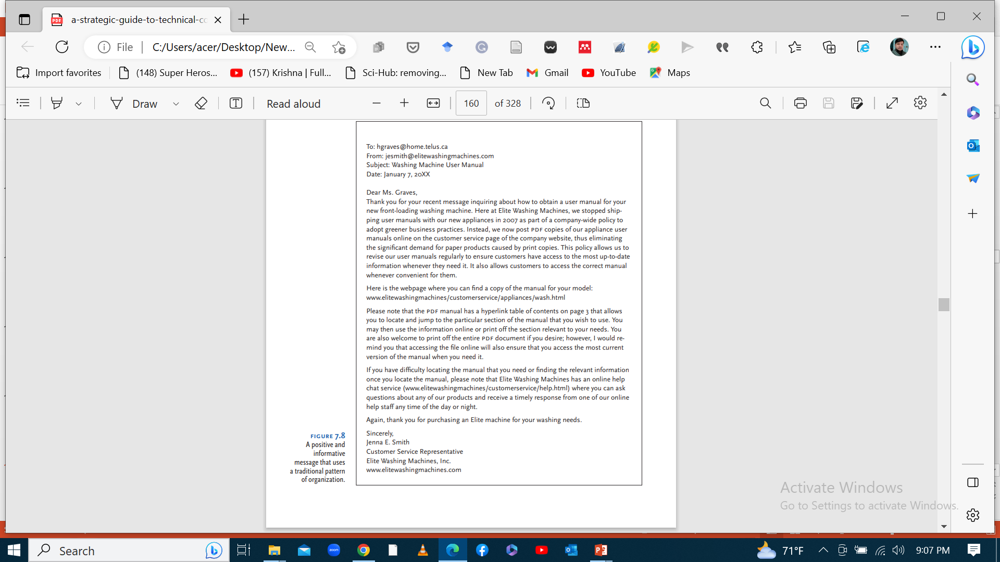 a-strategic-guide-to-technical-co
File
C:/Users/acer/Desktop/New...
Import favorites
(148) Super Heros...
(157) Krishna | Full...
Sci-Hub: removing...
New Tab
Gmail
YouTube
Maps
Draw
Read aloud
160
of 328
To: hgraves@home.telus.ca
From: jesmith@elitewashingmachines.com
Subject: Washing Machine User Manual
Date: January 7, 20XX
Dear Ms. Graves,
Thank you for your recent message inquiring about how to obtain a user manual for your
new front-loading washing machine. Here at Elite Washing Machines, we stopped ship-
ping user manuals with our new appliances in 2007 as part of a company-wide policy to
adopt greener business practices. Instead, we now post PDF copies of our appliance user
manuals online on the customer service page of the company website, thus eliminating
the significant demand for paper products caused by print copies. This policy allows us to
revise our user manuals regularly to ensure customers have access to the most up-to-date
information whenever they need it. It also allows customers to access the correct manual
whenever convenient for them.
Here is the webpage where you can find a copy of the manual for your model:
www.elitewashingmachines/customerservice/appliances/wash.html
Please note that the PDF manual has a hyperlink table of contents on page 3 that allows
you to locate and jump to the particular section of the manual that you wish to use. You
may then use the information online or print off the section relevant to your needs. You
are also welcome to print off the entire PDF document if you desire; however, I would re-
mind you that accessing the file online will also ensure that you access the most current
version of the manual when you need it.
If you have difficulty locating the manual that you need or finding the relevant information
once you locate the manual, please note that Elite Washing Machines has an online help
chat service (www.elitewashingmachines/customerservice/help.html) where you can ask
questions about any of our products and receive a timely response from one of our online
help staff any time of the day or night.
Again, thank you for purchasing an Elite machine for your washing needs.
Sincerely,
Jenna E. Smith
Customer Service Representative
Elite Washing Machines, Inc.
www.elitewashingmachines.com
FIGURE 7.8
A positive and
informative
message that uses
a traditional pattern
of organization.
Activate Windows
Go to Settings to activate Windows.
Search
zoom
71°F
9:07 PM